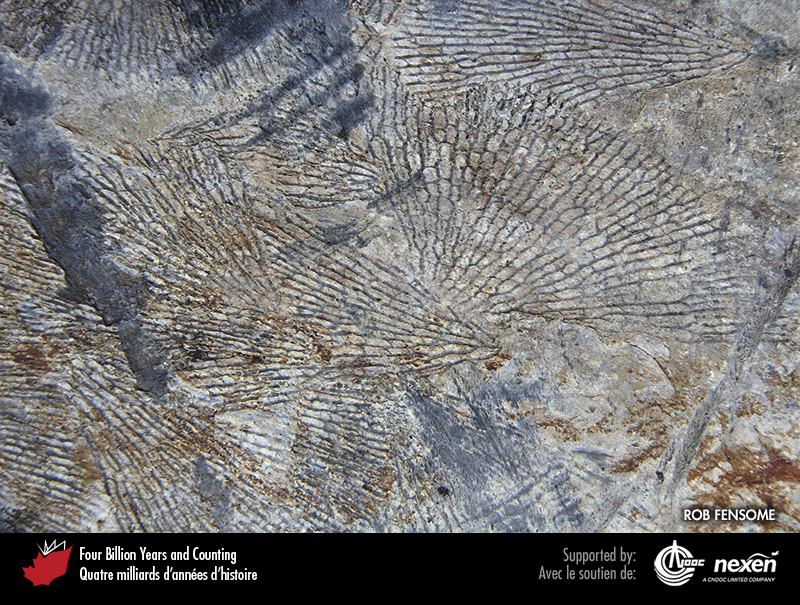 ROB FENSOME
Four Billion Years and Counting
Quatre milliards d'années d'histoire
Supported by:
Avec le soutien de:
CNOOC
nexen
A CNOOC LIMITED COMPANY